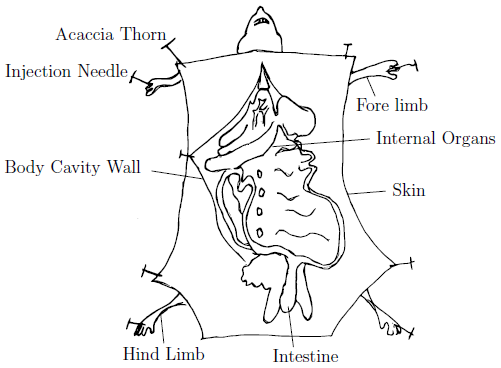 Acaccia Thorn
Injection Needle
Fore limb
Internal Organs
Body Cavity Wall
Skin
Hind Limb
Intestine